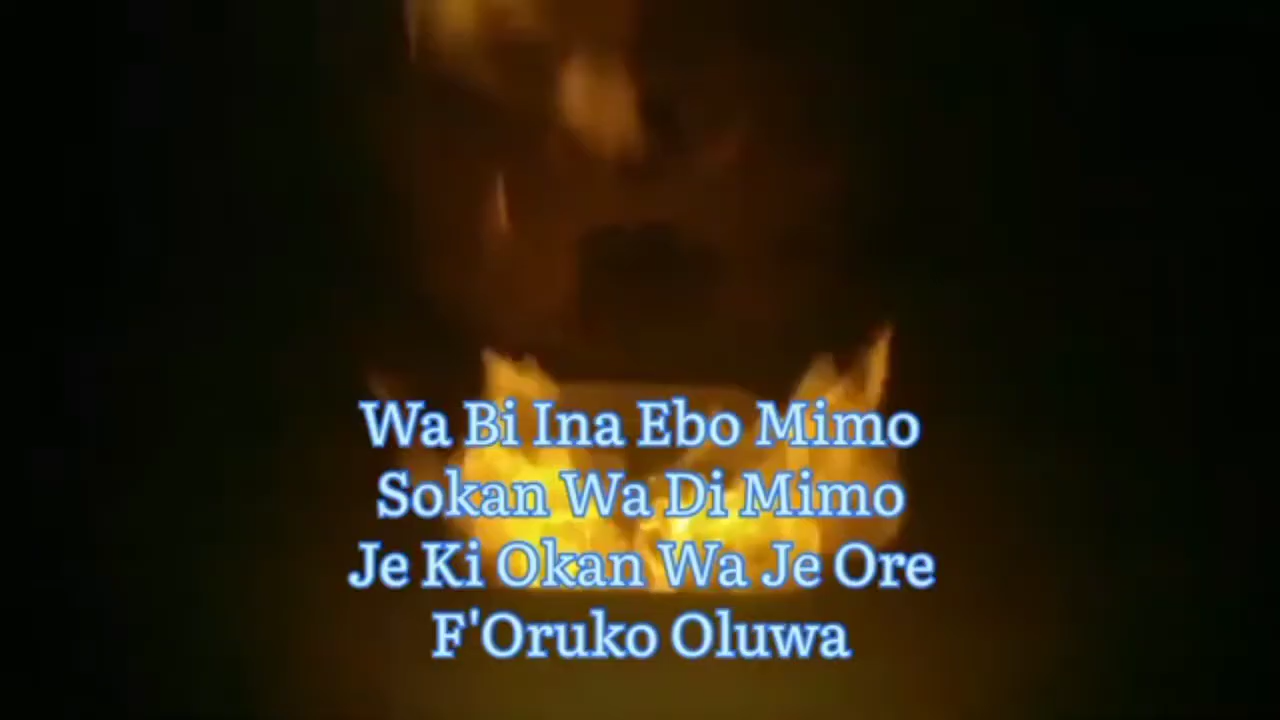 Wa Bi Ina Ebo Mimo
Sokan Wa Di Mimo
Je Ki Okan Wa Je Ore
F'Oruko Oluwa